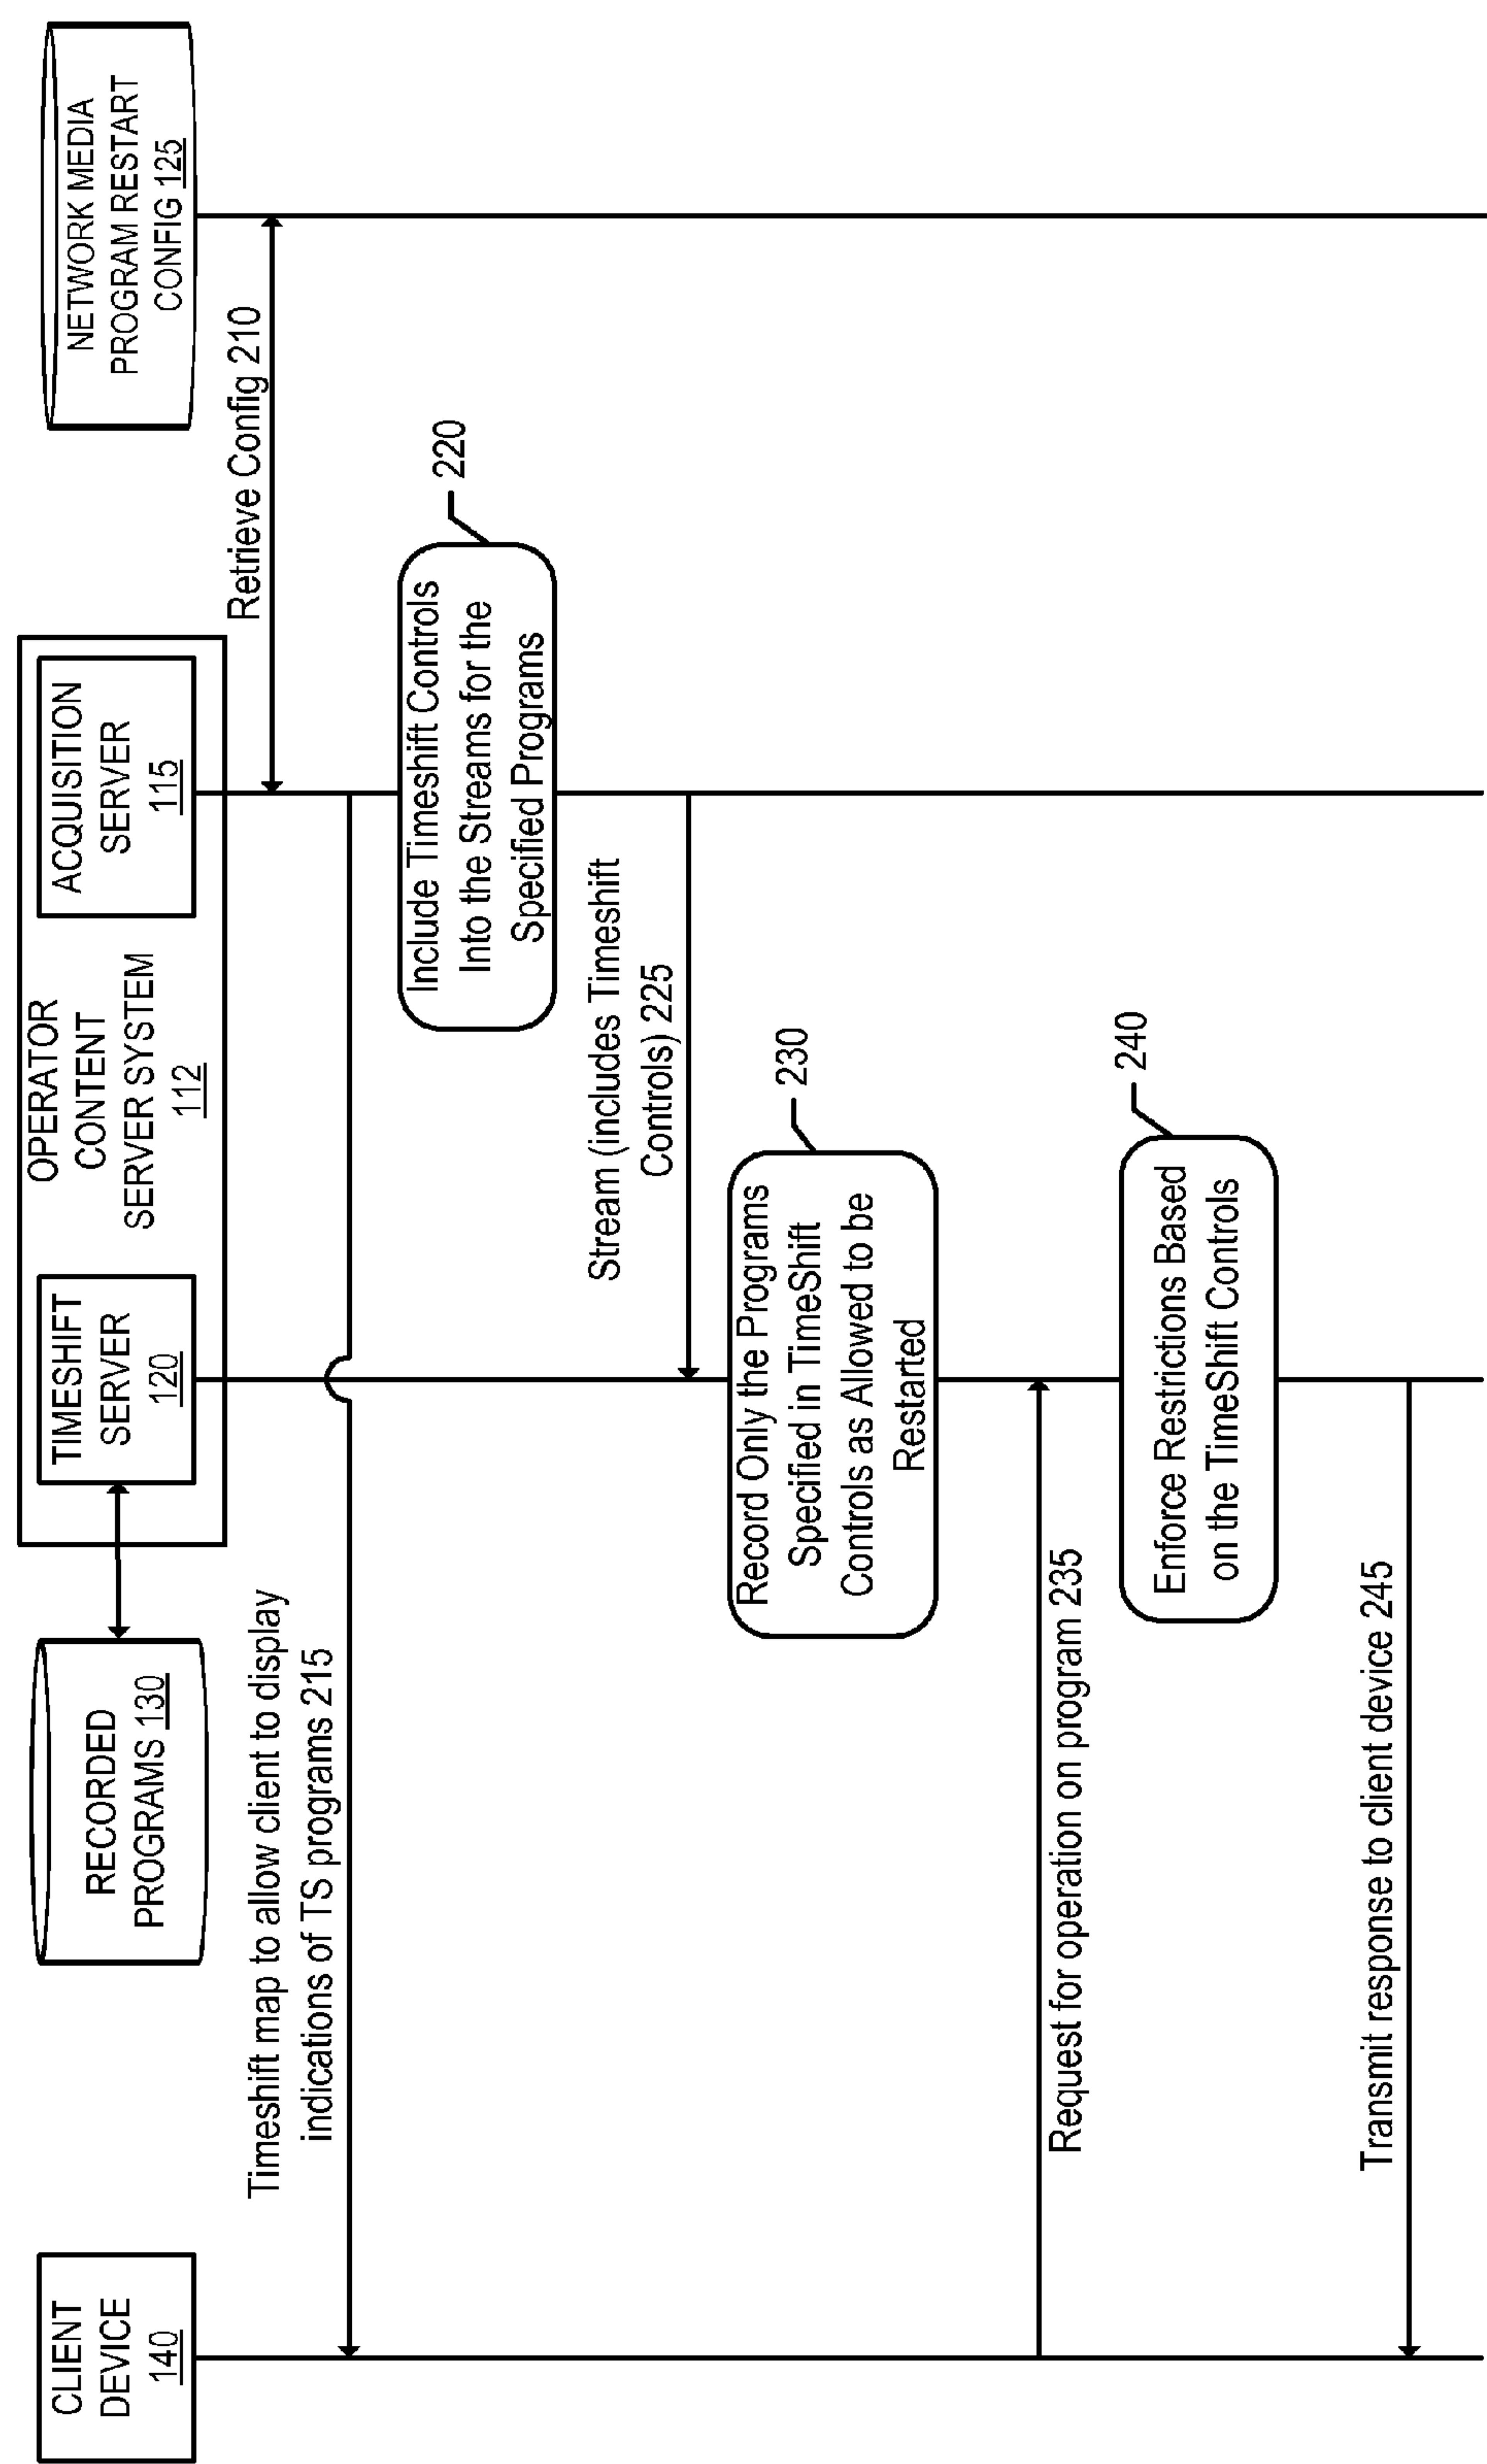 CLIENT
DEVICE
140
RECORDED
PROGRAMS 130
TIMESHIFT
SERVER
120
OPERATOR
CONTENT
SERVER SYSTEM
112
ACQUISITION
SERVER
115
NETWORK MEDIA
PROGRAM RESTART
CONFIG 125
Retrieve Config 210
Timeshift map to allow client to display
indications of TS programs 215
Include Timeshift Controls
Into the Streams for the
Specified Programs
220
Stream (includes Timeshift
Controls) 225
Record Only the Programs
Specified in TimeShift
Controls as Allowed to be
Restarted
230
Request for operation on program 235
Enforce Restrictions Based
on the TimeShift Controls
240
Transmit response to client device 245